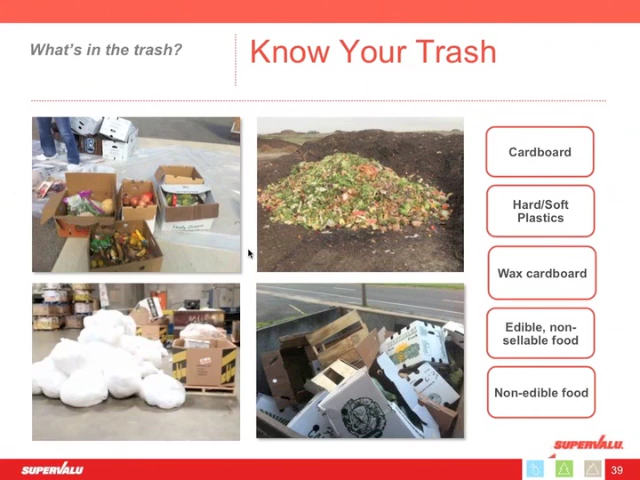 What's in the trash?
Know Your Trash
Cardboard
Hard/Soft
Plastics
Wax cardboard
Edible, non-
sellable food
Non-edible food
SUPERVALU.
SUPERVALU
39